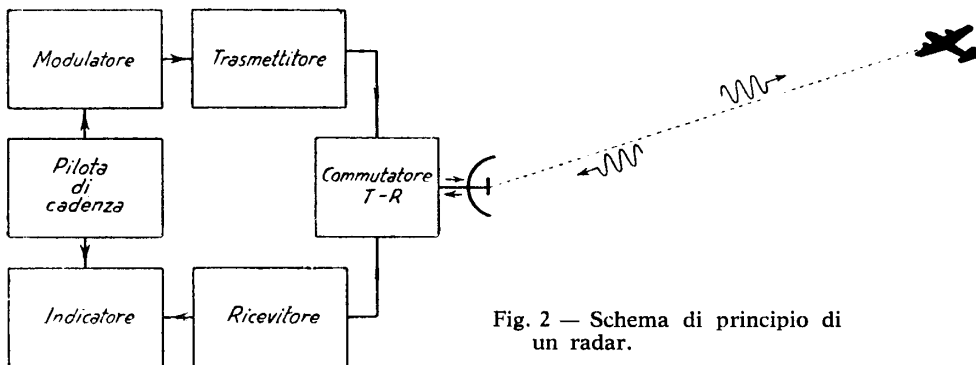 Modulatore
Trasmettitore
Pilota
di
cadenza
Commutatore
T-R
Indicatore
Ricevitore
Fig. 2 — Schema di principio di
un radar.